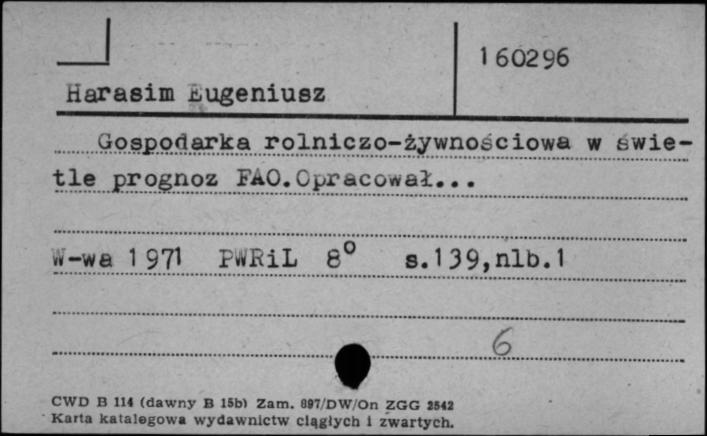 160296
Harasim Eugeniusz
Gospodarka rolniczo-żywnościowa w świe-
tle prognoz FAO.Opracował...
W-wa 1971 PWRiL 8° s.139,nlb.1
6
CWD B 114 (dawny B 15b) Zam. 897/DW/On ZGG 2542
Karta katalogowa wydawnictw ciągłych i zwartych.